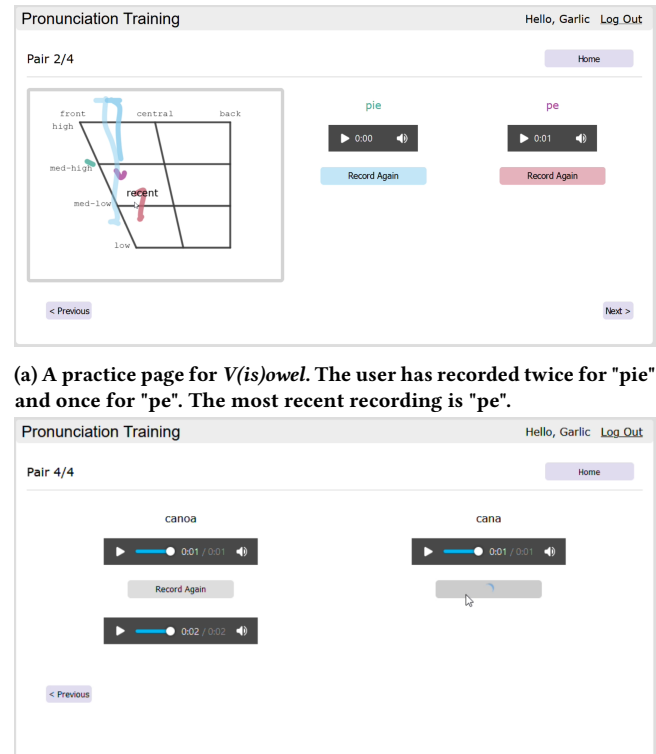 Pronunciation Training
Hello, Garlic Log Out
Pair 2/4
Home
front central back
high
med-high
med-low
low
recent
pie
pe
0:00
0:01
Record Again
Record Again
< Previous
Next >
(a) A practice page for V(is)owel. The user has recorded twice for "pie"
and once for "pe". The most recent recording is "pe".
Pronunciation Training
Hello, Garlic Log Out
Pair 4/4
Home
canoa
cana
0:01 / 0:01
0:01 / 0:01
Record Again
0:02 / 0:02
< Previous